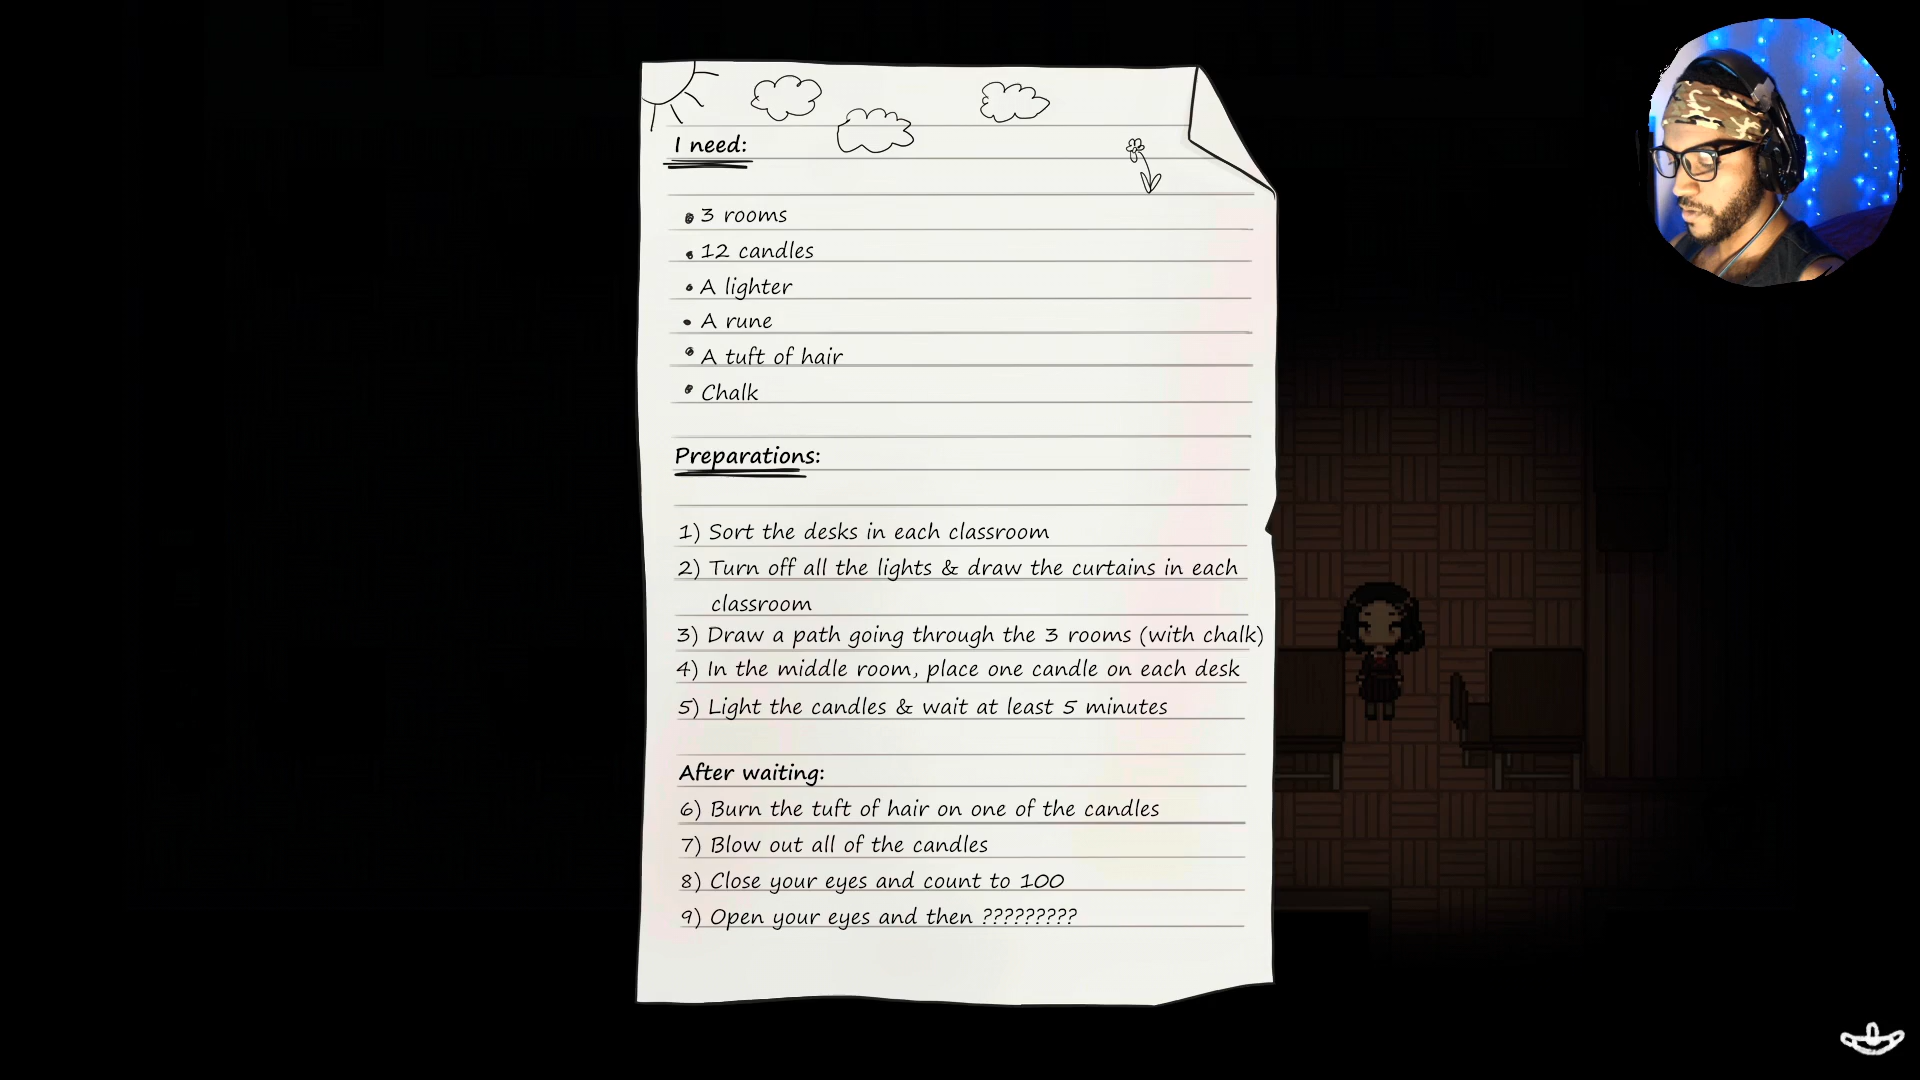 I need:
3 rooms
12 candles
A lighter
A rune
A tuft of hair
Chalk
Preparations:
1) Sort the desks in each classroom
2) Turn off all the lights & draw the curtains in each
classroom
3) Draw a path going through the 3 rooms (with chalk)
4) In the middle room, place one candle on each desk
5) Light the candles & wait at least 5 minutes
After waiting:
6) Burn the tuft of hair on one of the candles
7) Blow out all of the candles
8) Close your eyes and count to 100
9) Open your eyes and then ?????????